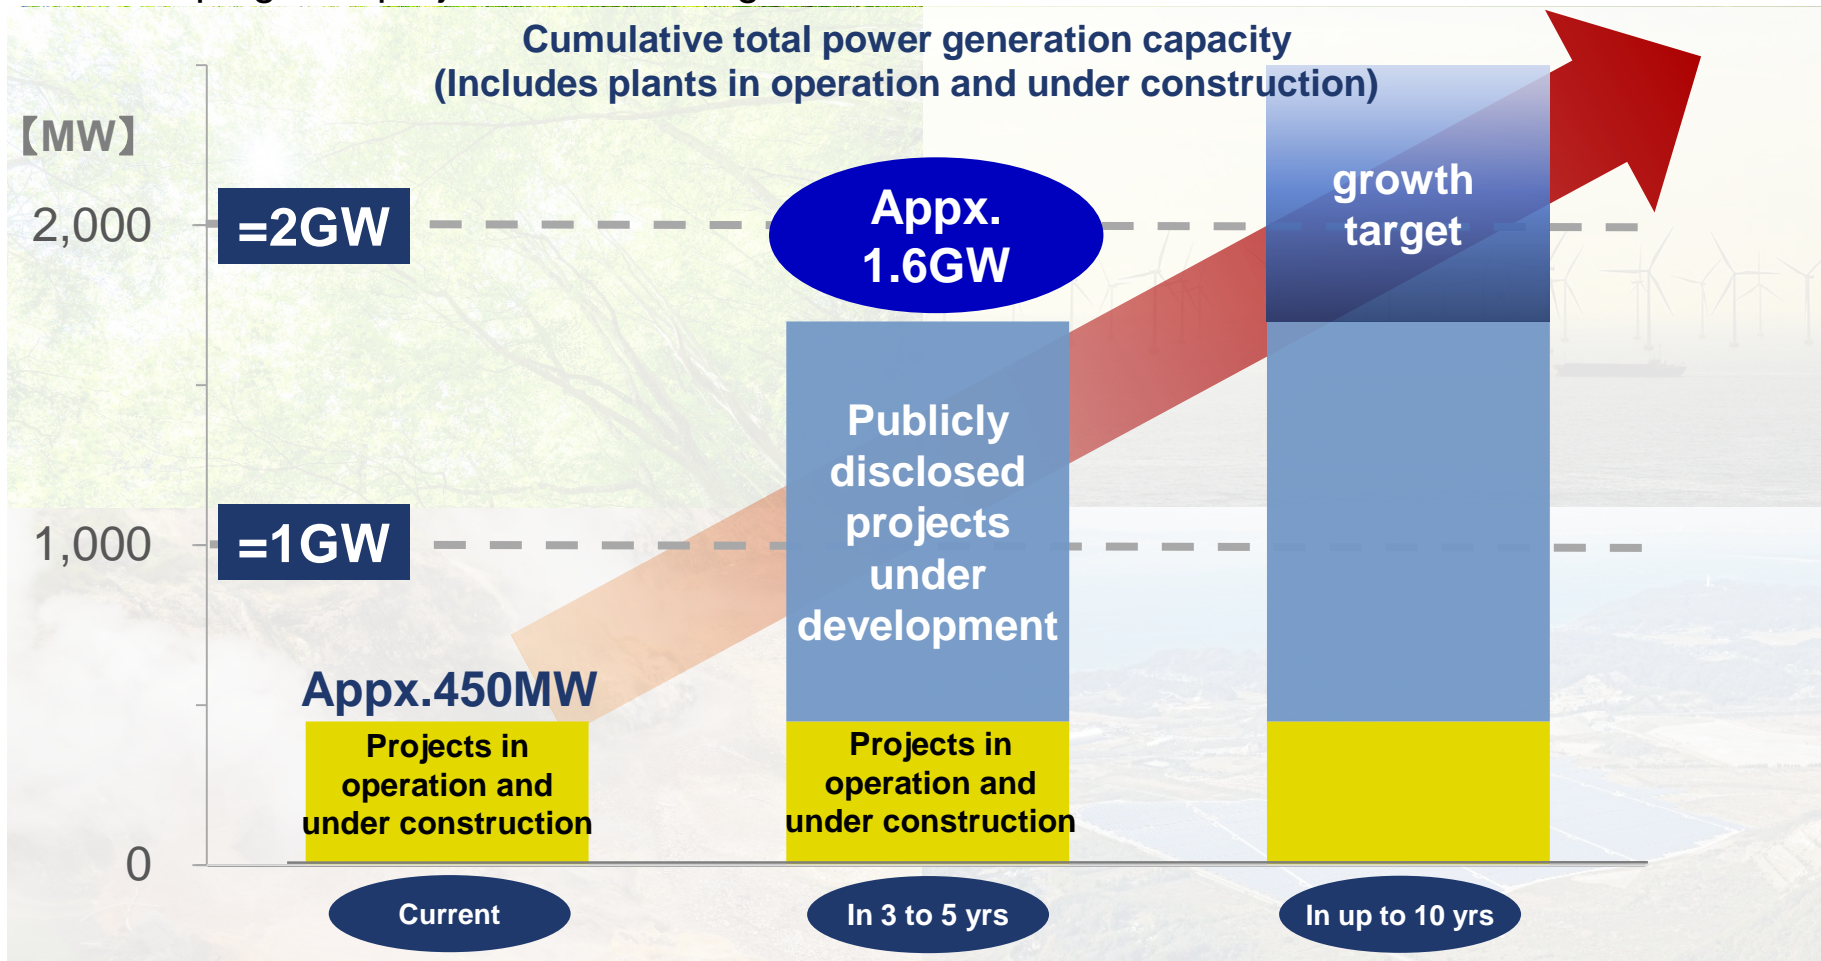 Cumulative total power generation capacity
(Includes plants in operation and under construction)
【MW】
2,000
=2GW
1,000
=1GW
0
Appx.
1.6GW
growth
target
Publicly
disclosed
projects
under
development
Appx.450MW
Projects in
operation and
under construction
Projects in
operation and
under construction
Current
In 3 to 5 yrs
In up to 10 yrs